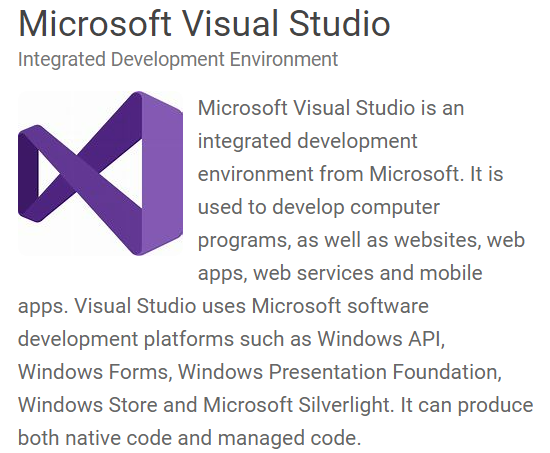 Microsoft Visual Studio
Integrated Development Environment
Microsoft Visual Studio is an
integrated development
environment from Microsoft. It is
used to develop computer
programs, as well as websites, web
apps, web services and mobile
apps. Visual Studio uses Microsoft software
development platforms such as Windows API,
Windows Forms, Windows Presentation Foundation,
Windows Store and Microsoft Silverlight. It can produce
both native code and managed code.